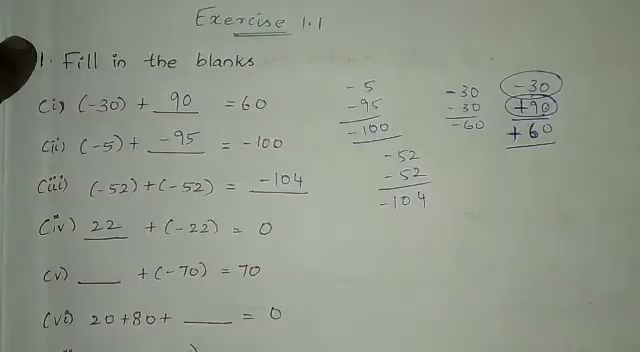 Exercise 1.1
1. Fill in the blanks
(i) (-30) + 90 = 60
(ii) (-5) + -95 = -100
(iii) (-52)+(-52) = -104
(iv) 22 + (-22) = 0
(v) ___ + (-70) = 70
(vi) 20+80+ ___ = 0
-5
-95
-100
-30
-30
-60
-30
+90
+60
-52
-52
-104